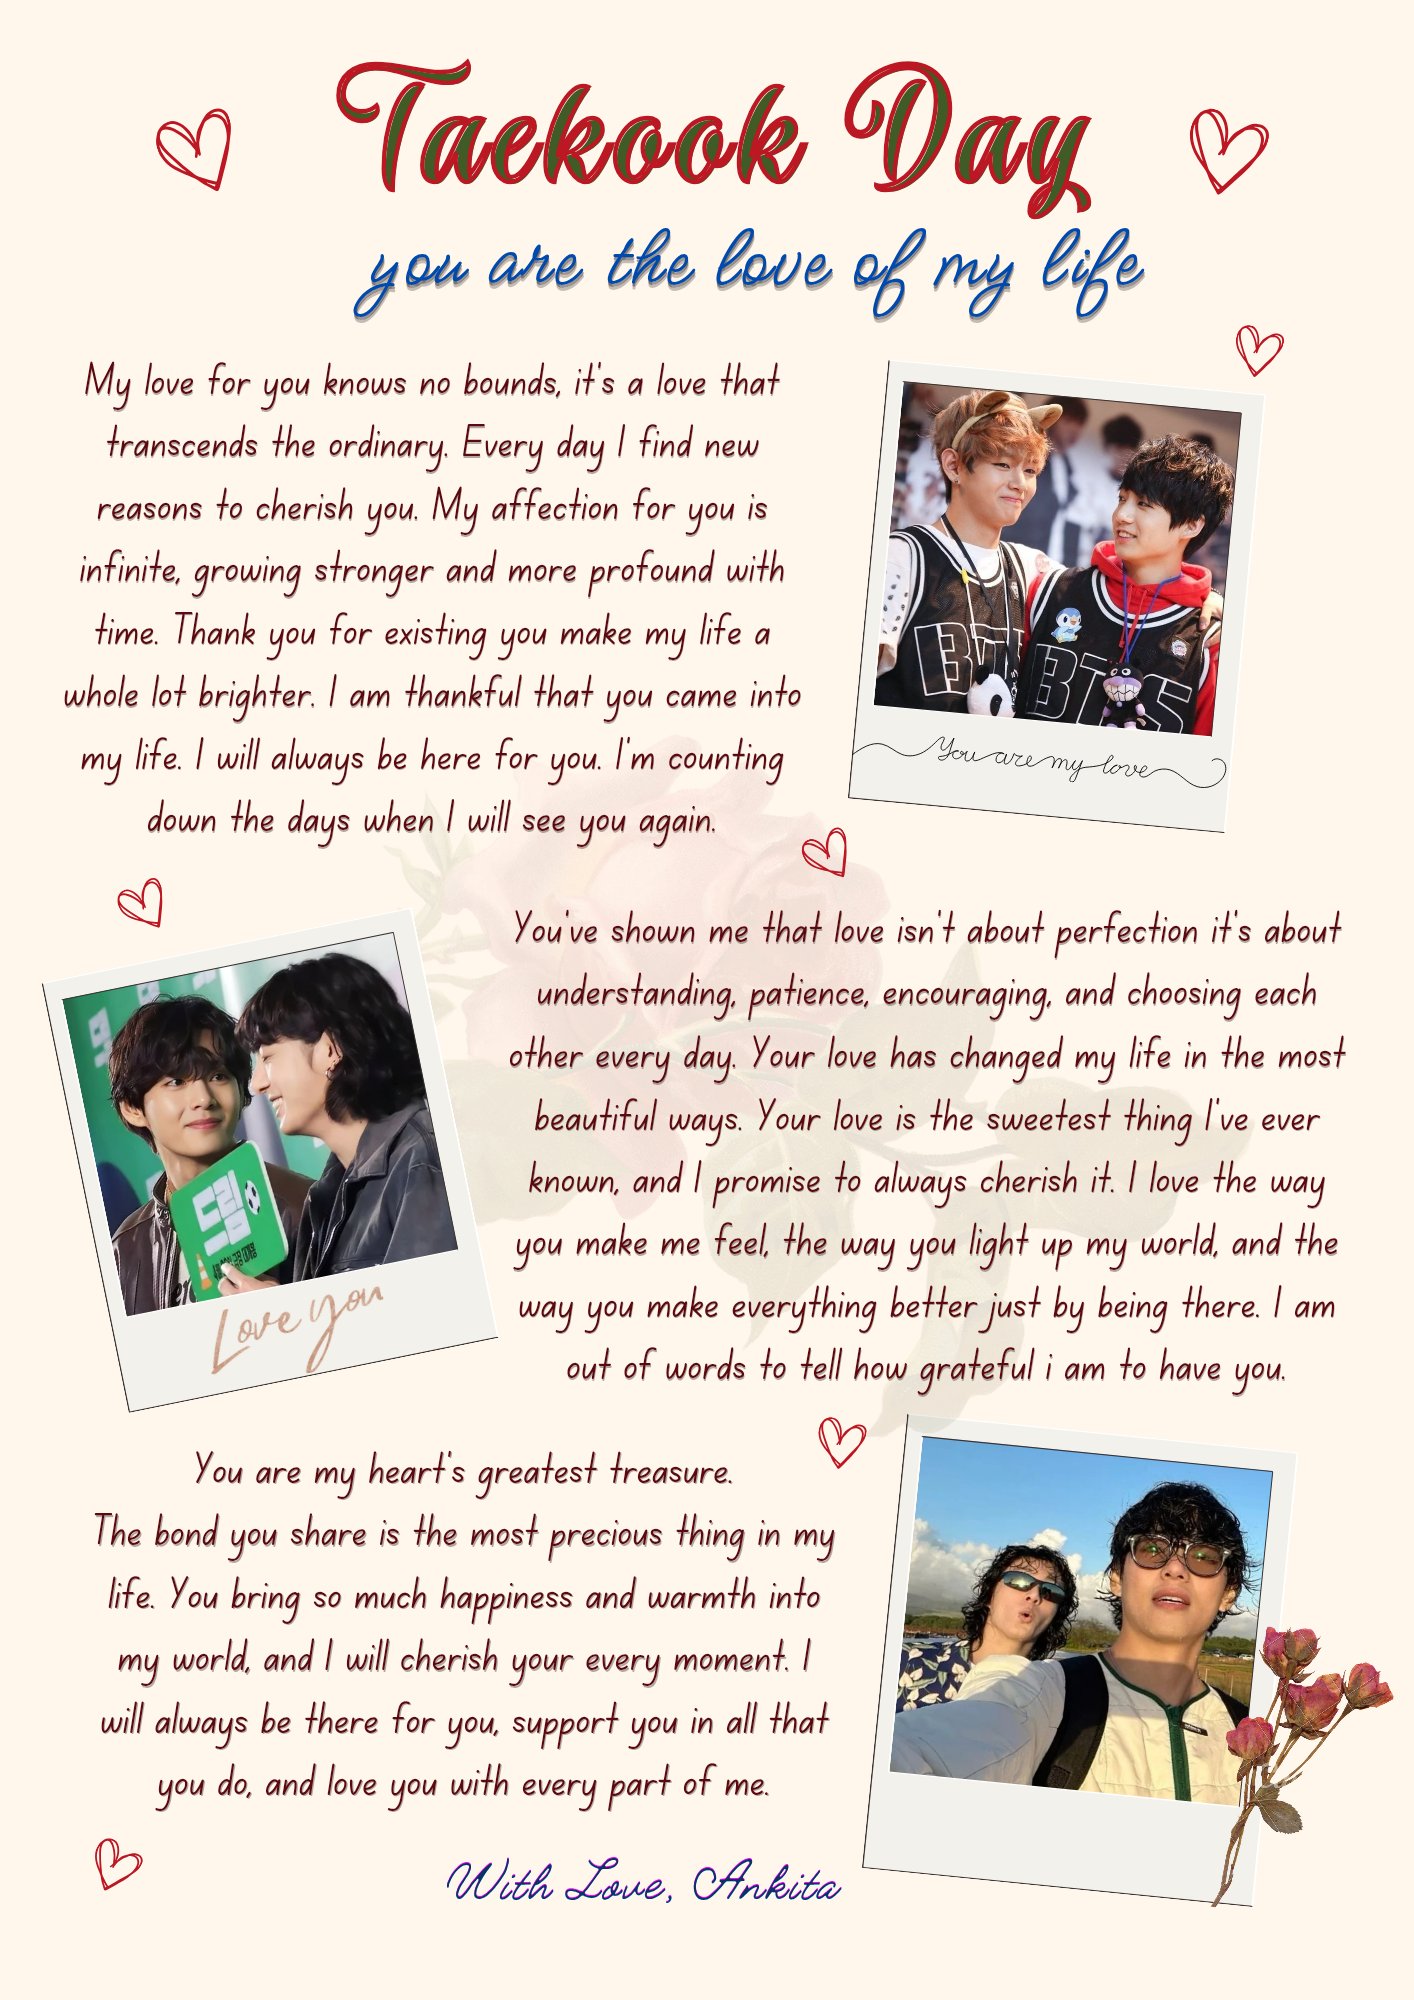 Taekook Day
you are the love of my life
My love for you knows no bounds, it's a love that
transcends the ordinary. Every day I find new
reasons to cherish you. My affection for you is
infinite, growing stronger and more profound with
time. Thank you for existing you make my life a
whole lot brighter. I am thankful that you came into
my life. I will always be here for you. I'm counting
down the days when I will see you again.
BTS
BTS
You are my love
You've shown me that love isn't about perfection it's about
understanding, patience, encouraging, and choosing each
other every day. Your love has changed my life in the most
beautiful ways. Your love is the sweetest thing I've ever
known, and I promise to always cherish it. I love the way
you make me feel, the way you light up my world, and the
way you make everything better just by being there. I am
out of words to tell how grateful i am to have you.
드림
Love you
You are my heart's greatest treasure.
The bond you share is the most precious thing in my
life. You bring so much happiness and warmth into
my world, and I will cherish your every moment. I
will always be there for you, support you in all that
you do, and love you with every part of me.
With Love, Ankita